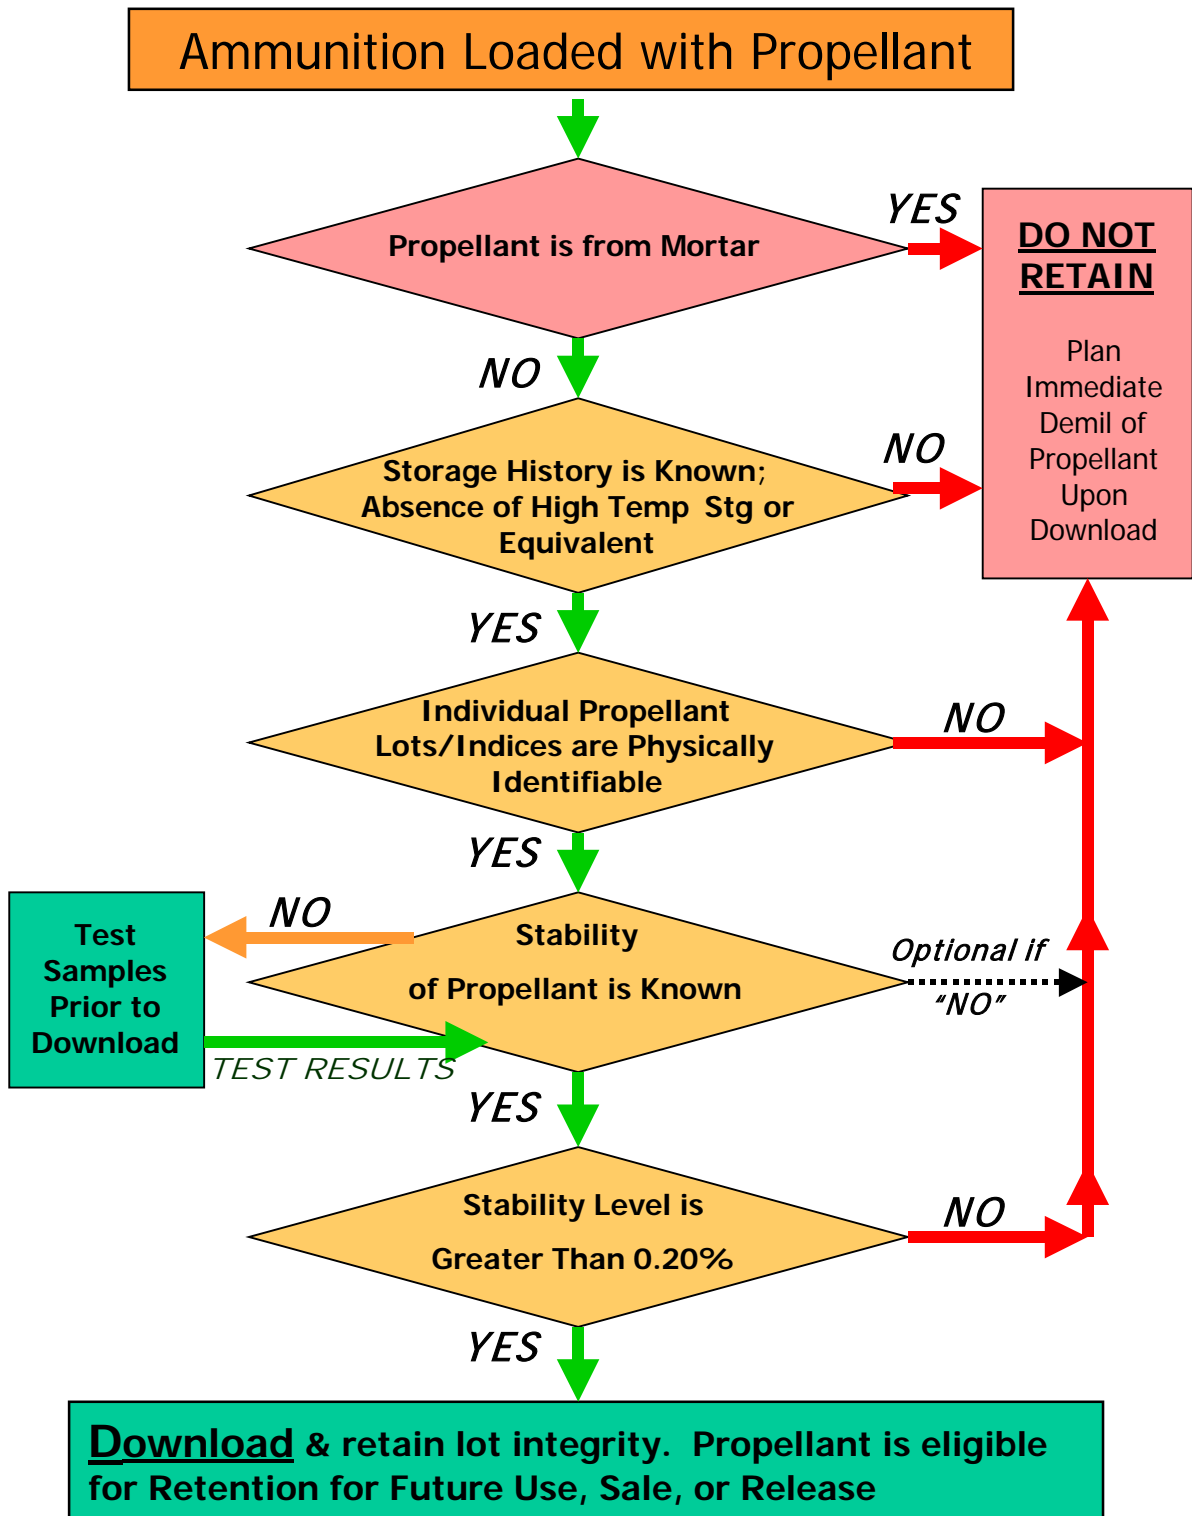 Ammunition Loaded with Propellant
Propellant is from Mortar
YES
DO NOT
RETAIN
Plan
Immediate
Demil of
Propellant
Upon
Download
NO
Storage History is Known;
Absence of High Temp Stg or
Equivalent
NO
YES
Individual Propellant
Lots/Indices are Physically
Identifiable
NO
YES
Test
Samples
Prior to
Download
NO
TEST RESULTS
Stability
of Propellant is Known
Optional if
“NO”
YES
Stability Level is
Greater Than 0.20%
NO
YES
Download & retain lot integrity. Propellant is eligible
for Retention for Future Use, Sale, or Release